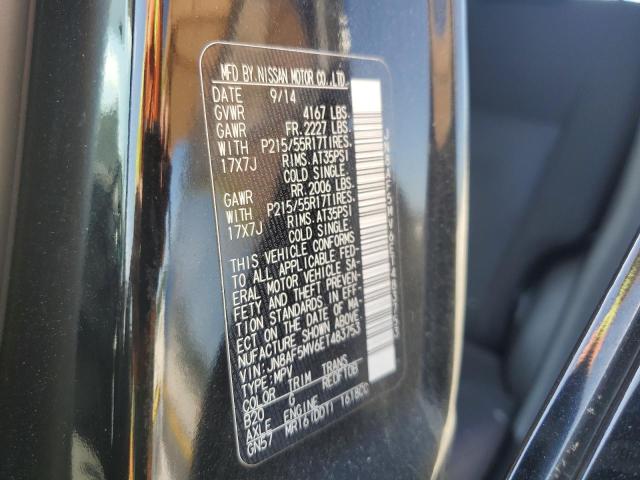 MFD BY.NISSAN MOTOR CO.,LTD.
DATE 9/14
GVWR 4167 LBS.
GAWR FR. 2227 LBS.
WITH P215/55R17TIRES.
17X7J RIMS. AT35PSI
COLD SINGLE.
GAWR RR. 2006 LBS.
WITH P215/55R17TIRES.
17X7J RIMS. AT35PSI
COLD SINGLE.
THIS VEHICLE CONFORMS
TO ALL APPLICABLE FED-
ERAL MOTOR VEHICLE SA-
FETY AND THEFT PREVEN-
TION STANDARDS IN EFF-
ECT ON THE DATE OF MA-
NUFACTURE SHOWN ABOVE.
VIN: JN8AF5MV6ET483753
TYPE: MPV
COLOR TRIM TRANS
B20 G RE0F10B
AXLE ENGINE
GN57 MR16(DDT) 1618CC